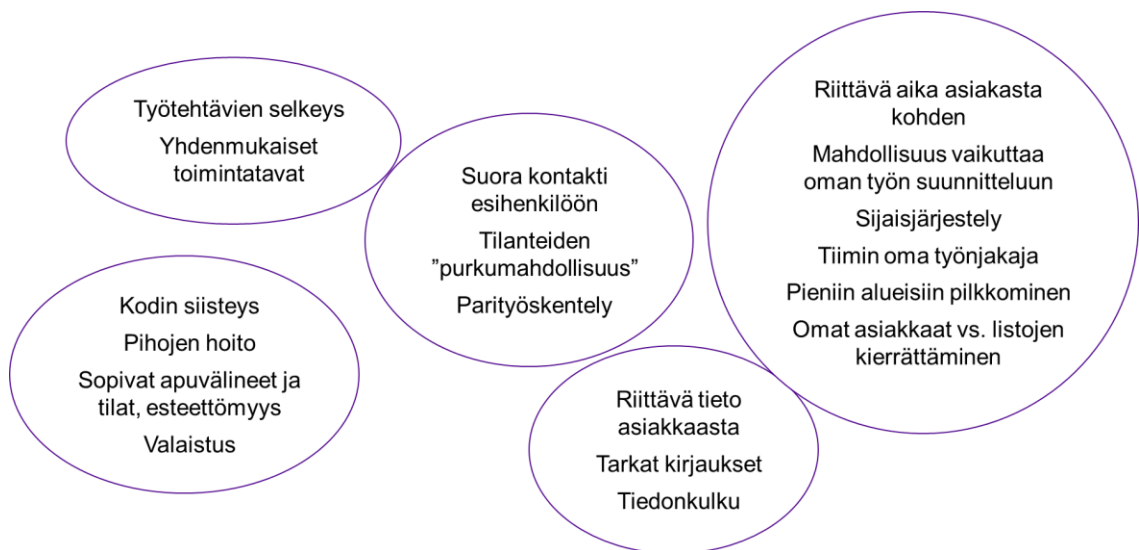 Työtehtävien selkeys
Yhdenmukaiset
toimintatavat
Kodin siisteys
Pihojen hoito
Sopivat apuvälineet ja
tilat, esteettömyys
Valaistus
Suora kontakti
esihenkilöön
Tilanteiden
”purkumahdollisuus”
Parityöskentely
Riittävä tieto
asiakkaasta
Tarkat kirjaukset
Tiedonkulku
Riittävä aika asiakasta
kohden
Mahdollisuus vaikuttaa
oman työn suunnitteluun
Sijaisjärjestely
Tiimin oma työnjakaja
Pieniin alueisiin pilkkominen
Omat asiakkaat vs. listojen
kierrättäminen